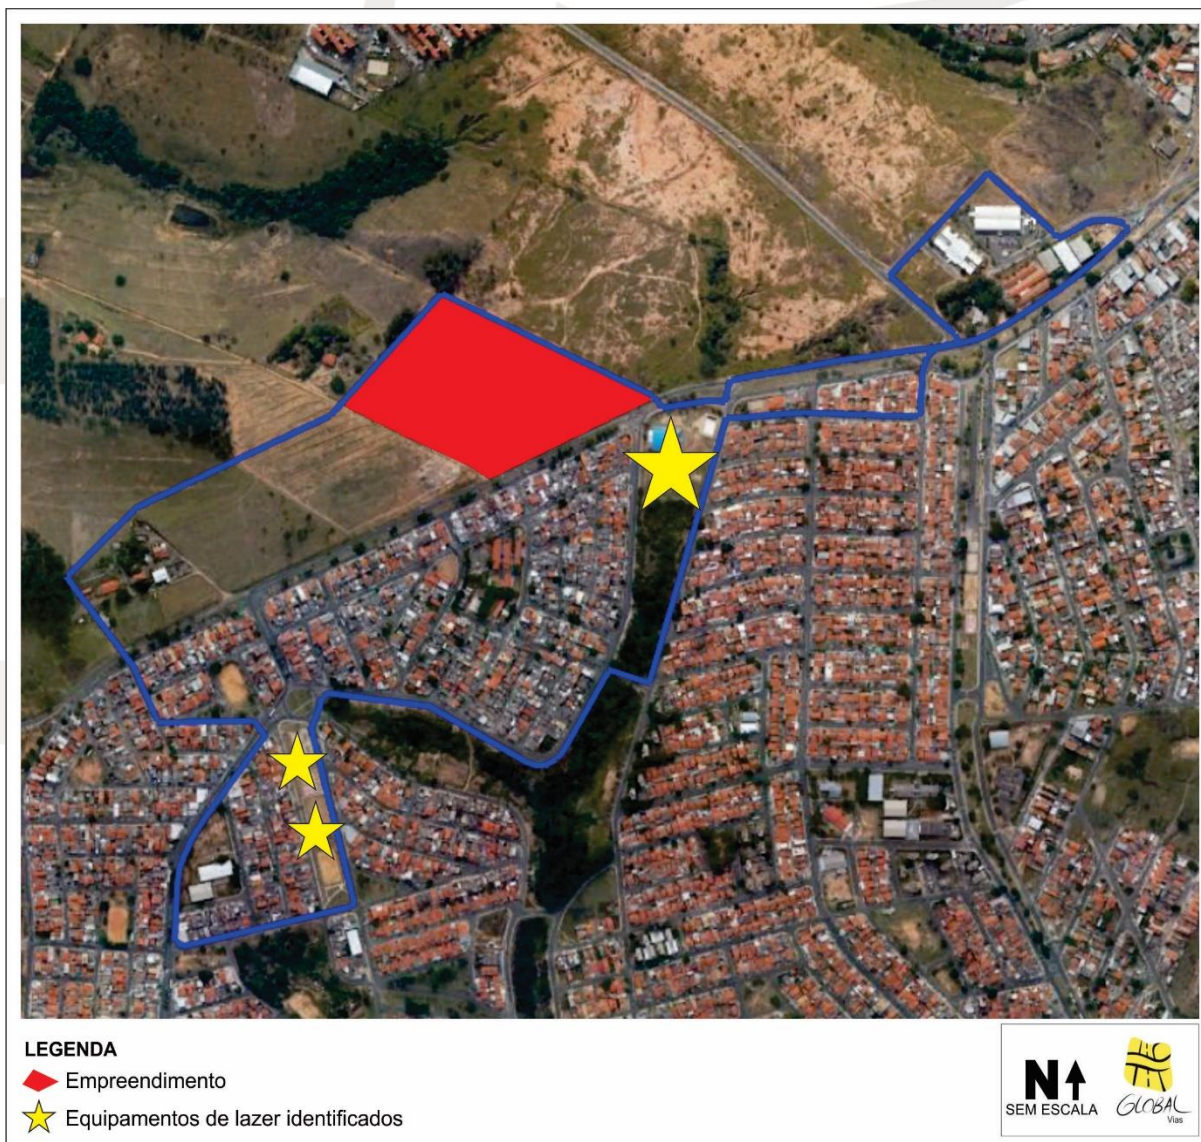 LEGENDA
Empreendimento
Equipamentos de lazer identificados
N
SEM ESCALA
GLOBAL
Vias